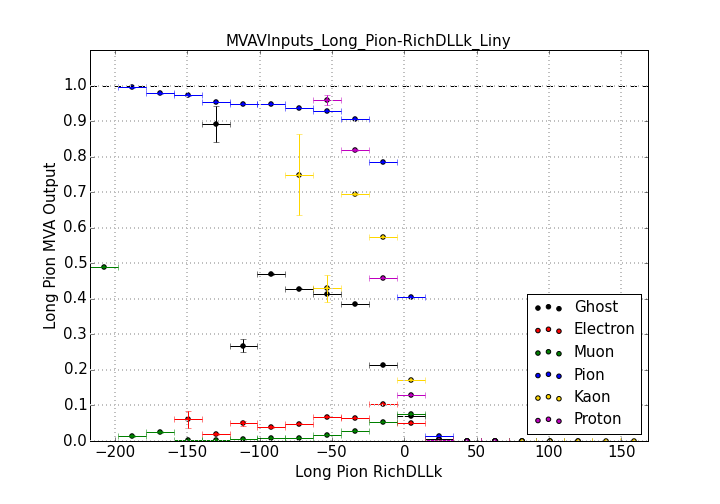 MVAVInputs_Long_Pion-RichDLLk_Liny
Long Pion MVA Output
1.0
0.9
0.8
0.7
0.6
0.5
0.4
0.3
0.2
0.1
0.0
Ghost
Electron
Muon
Pion
Kaon
Proton
−200 −150 −100 −50 0 50 100 150
Long Pion RichDLLk